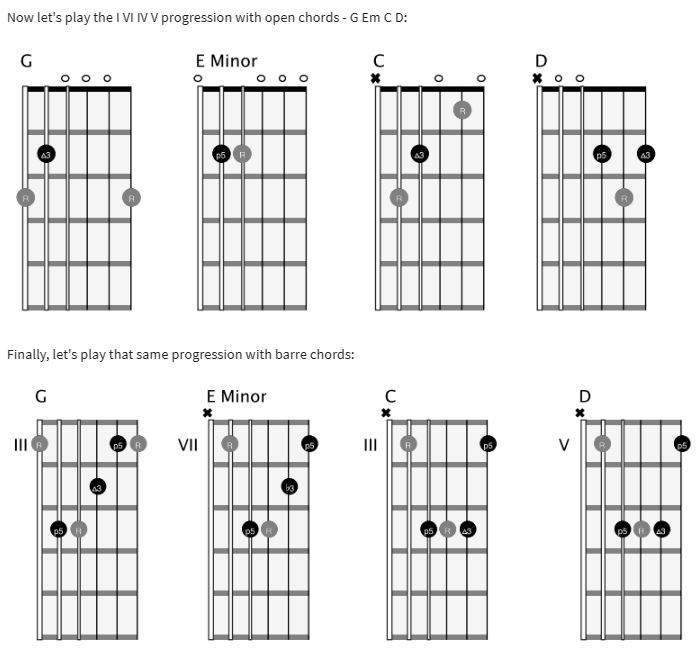 Now let's play the I VI IV V progression with open chords - G Em C D:
G E Minor C D
Δ3 R R
p5 R
Δ3 R R
p5 Δ3 R
Finally, let's play that same progression with barre chords:
G E Minor C D
III R p5 R Δ3 p5 R
VII R p5 ♭3 p5 R
III R p5 p5 R Δ3
V R p5 p5 R Δ3